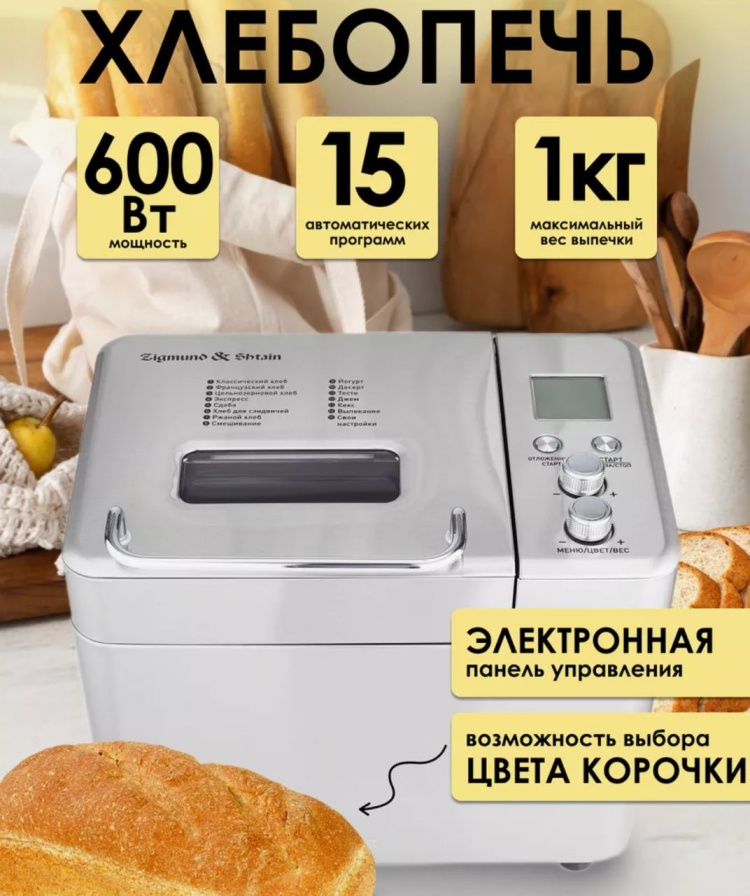 ХЛЕБОПЕЧЬ
600
Вт
мощность
15
автоматических
программ
1кг
максимальный
вес выпечки
Zigmund & Shtain
Классический хлеб
Французский хлеб
Цельнозерновой хлеб
Экспресс
Сдоба
Хлеб для сэндвичей
Ржаной хлеб
Смешивание
Йогурт
Десерт
Тесто
Джем
Кекс
Выпекание
Свои
настройки
СТАРТ
– +
– +
МЕНЮ/ЦВЕТ/ВЕС
ЭЛЕКТРОННАЯ
панель управления
возможность выбора
ЦВЕТА КОРОЧКИ